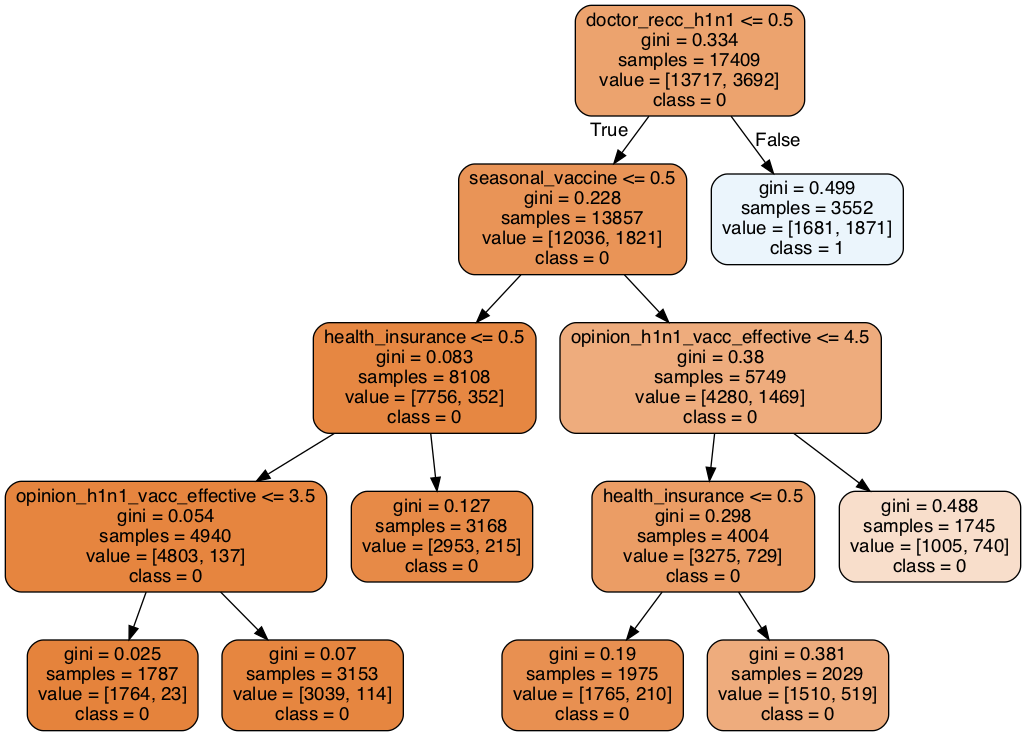 doctor_recc_h1n1 <= 0.5
gini = 0.334
samples = 17409
value = [13717, 3692]
class = 0
True
False
seasonal_vaccine <= 0.5
gini = 0.228
samples = 13857
value = [12036, 1821]
class = 0
gini = 0.499
samples = 3552
value = [1681, 1871]
class = 1
health_insurance <= 0.5
gini = 0.083
samples = 8108
value = [7756, 352]
class = 0
opinion_h1n1_vacc_effective <= 4.5
gini = 0.38
samples = 5749
value = [4280, 1469]
class = 0
opinion_h1n1_vacc_effective <= 3.5
gini = 0.054
samples = 4940
value = [4803, 137]
class = 0
gini = 0.127
samples = 3168
value = [2953, 215]
class = 0
health_insurance <= 0.5
gini = 0.298
samples = 4004
value = [3275, 729]
class = 0
gini = 0.488
samples = 1745
value = [1005, 740]
class = 0
gini = 0.025
samples = 1787
value = [1764, 23]
class = 0
gini = 0.07
samples = 3153
value = [3039, 114]
class = 0
gini = 0.19
samples = 1975
value = [1765, 210]
class = 0
gini = 0.381
samples = 2029
value = [1510, 519]
class = 0